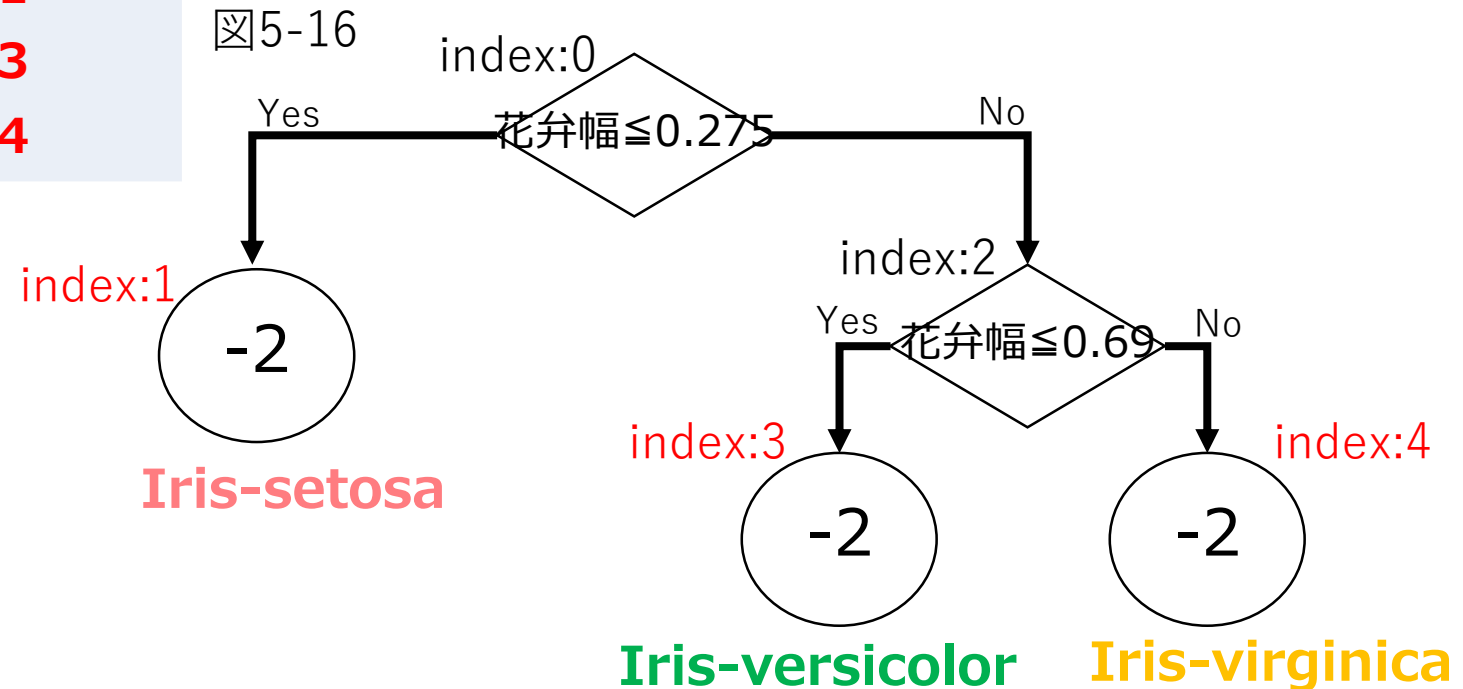 3
4
図5-16
index:0
花弁幅≦0.275
Yes
No
index:1
-2
Iris-setosa
index:2
花弁幅≦0.69
Yes
No
index:3
-2
Iris-versicolor
index:4
-2
Iris-virginica